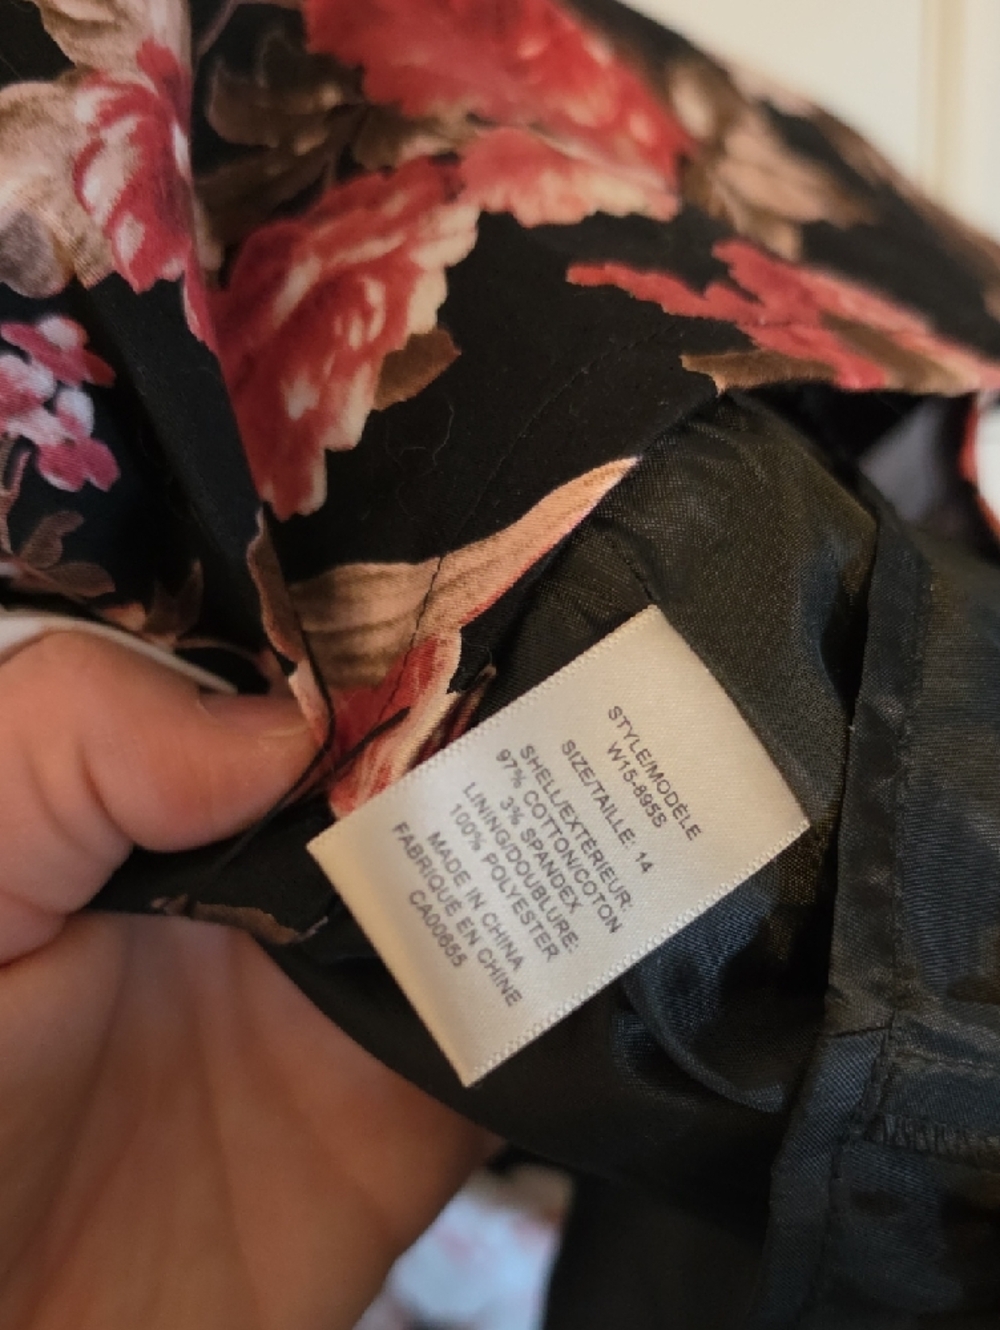 STYLE/MODÈLE
W15-895S
SIZE/TAILLE: 14
SHELL/EXTÉRIEUR:
97% COTTON/COTON
3% SPANDEX
LINING/DOUBLURE:
100% POLYESTER
MADE IN CHINA
FABRIQUÉ EN CHINE
CA00655